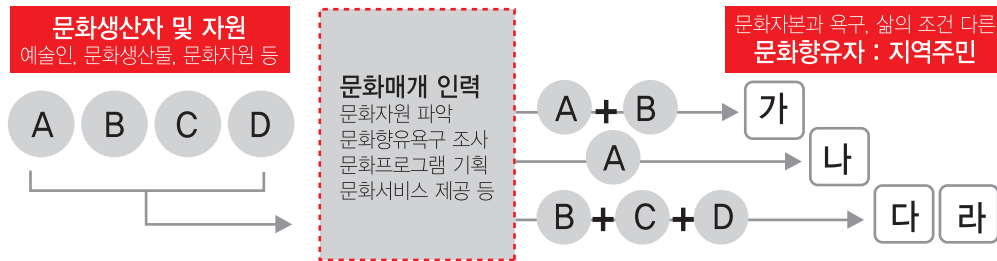 문화생산자 및 자원
예술인, 문화생산물, 문화자원 등
A B C D
문화매개 인력
문화자원 파악
문화향유욕구 조사
문화프로그램 기획
문화서비스 제공 등
문화자본과 욕구, 삶의 조건 다른
문화향유자 : 지역주민
A + B 가
A 나
B + C + D 다 라